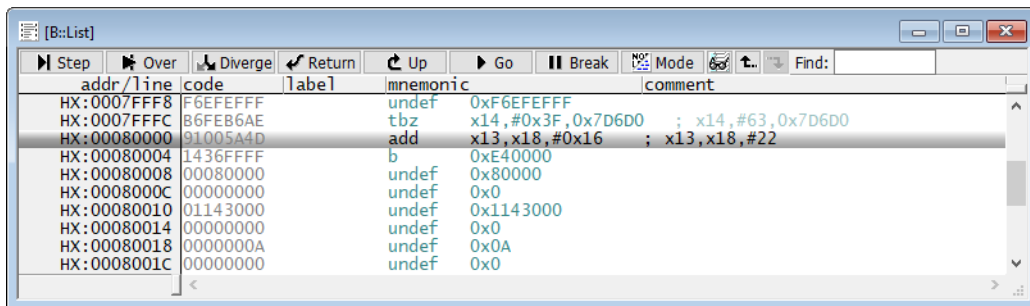 [B::List]
Step Over Diverge Return Up Go Break Mode Find:
addr/line code label mnemonic comment
HX:0007FFF8 F6EFEFFF undef 0xF6EFEFFF
HX:0007FFFC B6FEB6AE tbz x14,#0x3F,0x7D6D0 ; x14,#63,0x7D6D0
HX:00080000 91005A4D add x13,x18,#0x16 ; x13,x18,#22
HX:00080004 1436FFFF b 0xE40000
HX:00080008 00080000 undef 0x80000
HX:0008000C 00000000 undef 0x0
HX:00080010 01143000 undef 0x1143000
HX:00080014 00000000 undef 0x0
HX:00080018 0000000A undef 0x0A
HX:0008001C 00000000 undef 0x0